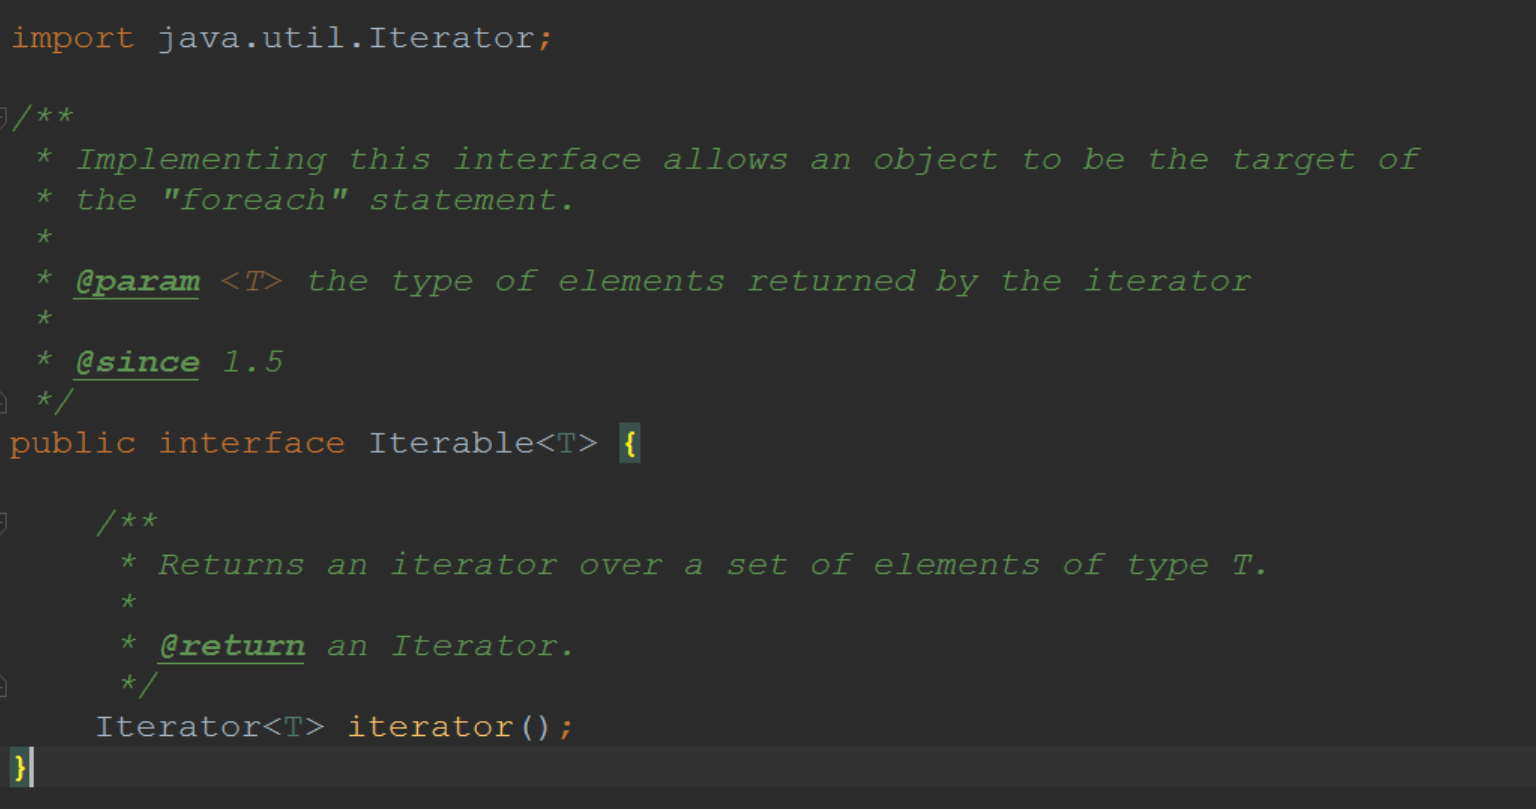 import java.util.Iterator;
/**
 * Implementing this interface allows an object to be the target of
 * the "foreach" statement.
 *
 * @param <T> the type of elements returned by the iterator
 *
 * @since 1.5
 */
public interface Iterable<T> {
    /**
     * Returns an iterator over a set of elements of type T.
     *
     * @return an Iterator.
     */
    Iterator<T> iterator();
}